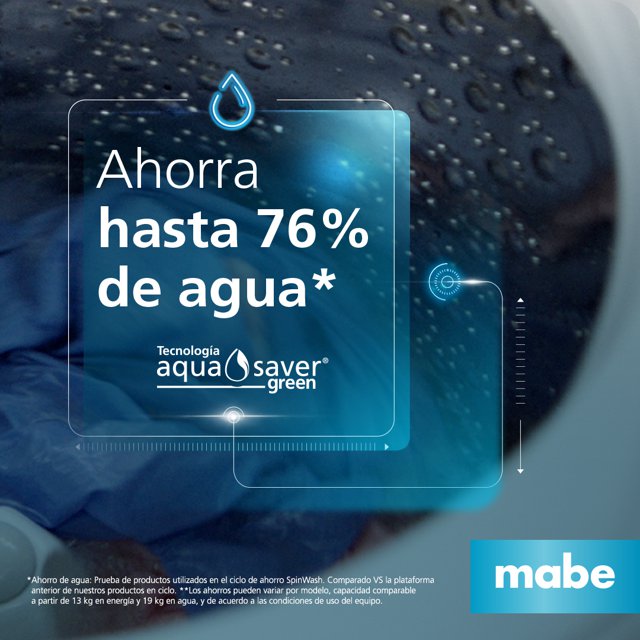 Ahorra
hasta 76%
de agua*
Tecnología
aqua saver®
green
*Ahorro de agua: Prueba de productos utilizados en el ciclo de ahorro SpinWash. Comparado VS la plataforma
anterior de nuestros productos en ciclo. **Los ahorros pueden variar por modelo, capacidad comparable
a partir de 13 kg en energía y 19 kg en agua, y de acuerdo a las condiciones de uso del equipo.
mabe